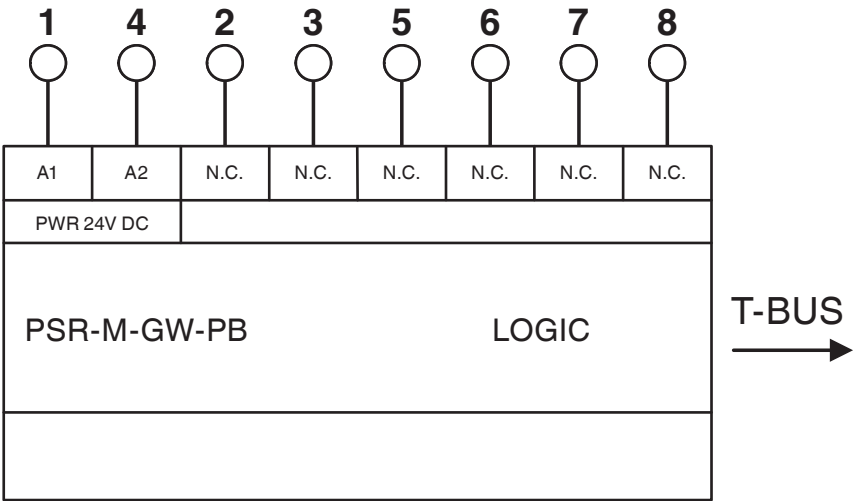 1 4 2 3 5 6 7 8
A1 A2 N.C. N.C. N.C. N.C. N.C. N.C.
PWR 24V DC
PSR-M-GW-PB LOGIC
T-BUS